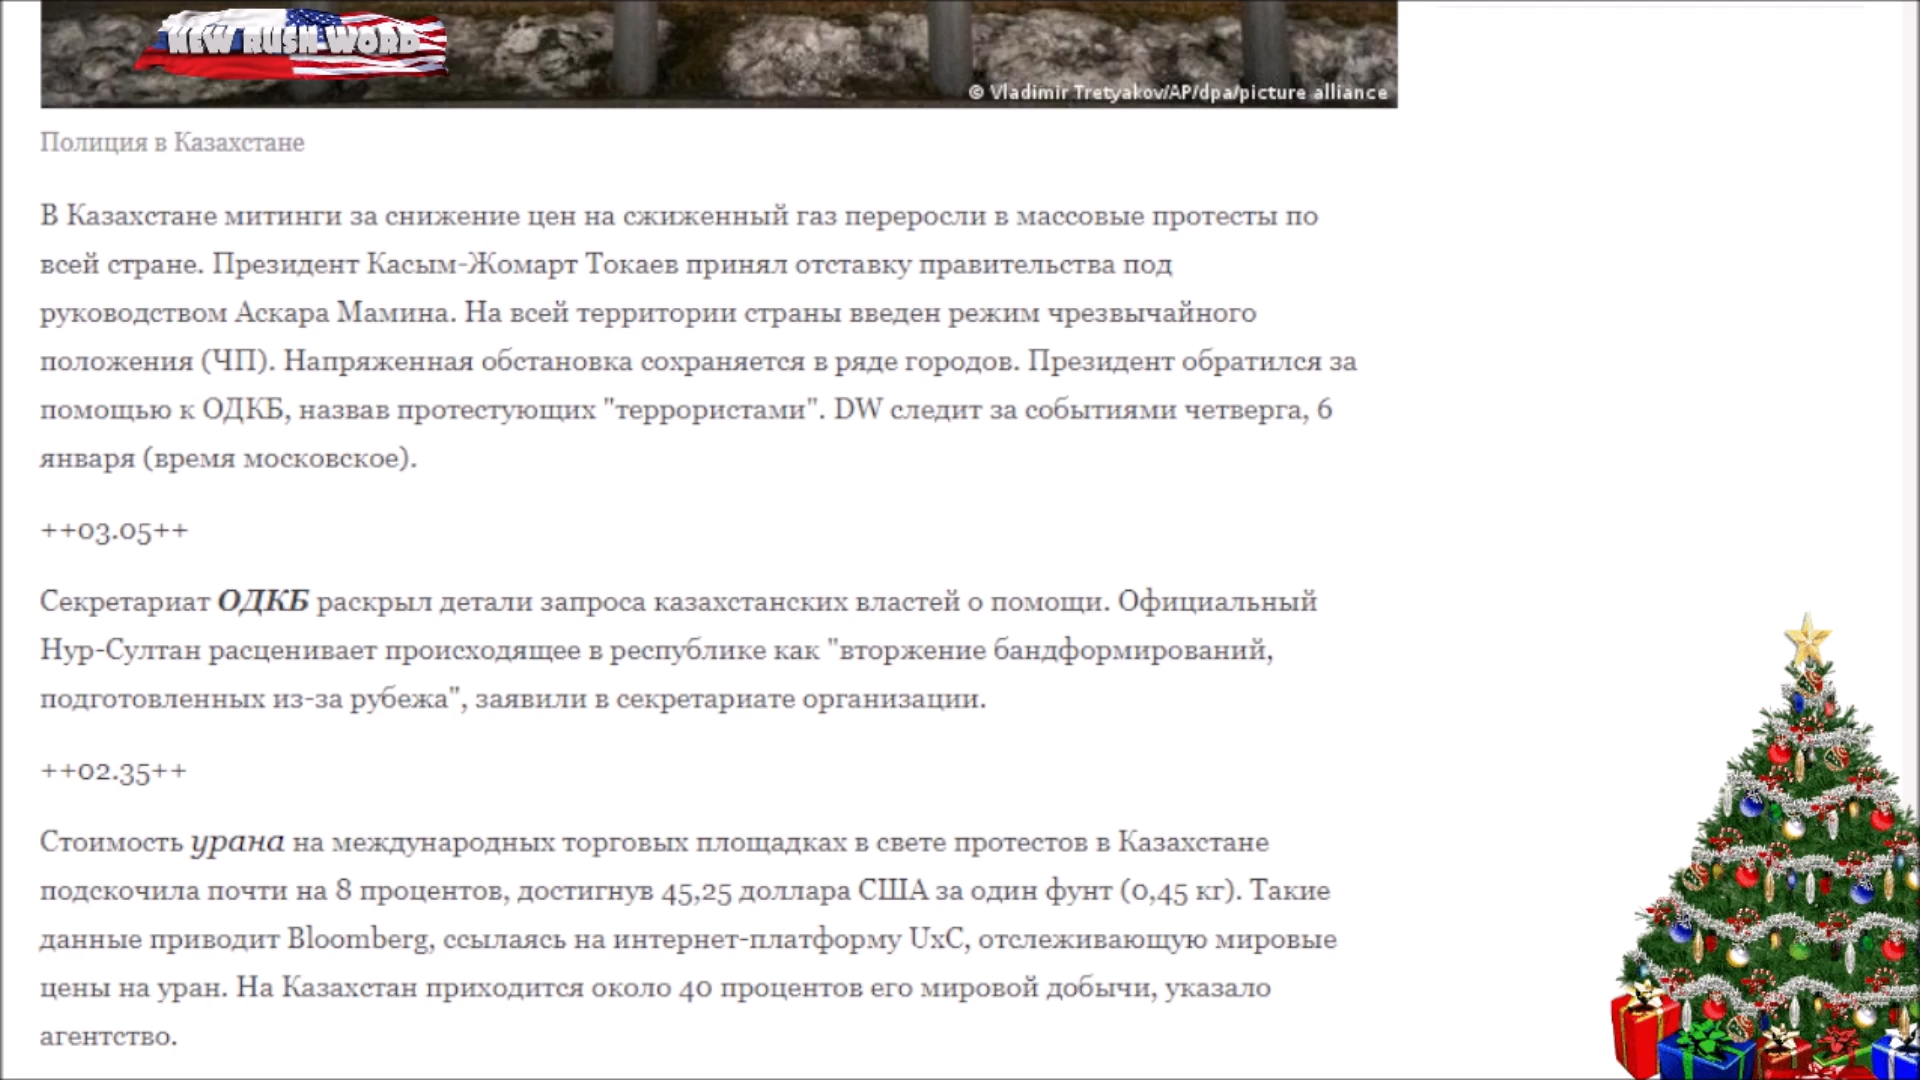 NEW RUSH WORD
© Vladimir Tretyakov/AP/dpa/picture alliance
Полиция в Казахстане
В Казахстане митинги за снижение цен на сжиженный газ переросли в массовые протесты по
всей стране. Президент Касым-Жомарт Токаев принял отставку правительства под
руководством Аскара Мамина. На всей территории страны введен режим чрезвычайного
положения (ЧП). Напряженная обстановка сохраняется в ряде городов. Президент обратился за
помощью к ОДКБ, назвав протестующих "террористами". DW следит за событиями четверга, 6
января (время московское).
++03.05++
Секретариат ОДКБ раскрыл детали запроса казахстанских властей о помощи. Официальный
Нур-Султан расценивает происходящее в республике как "вторжение бандформирований,
подготовленных из-за рубежа", заявили в секретариате организации.
++02.35++
Стоимость урана на международных торговых площадках в свете протестов в Казахстане
подскочила почти на 8 процентов, достигнув 45,25 доллара США за один фунт (0,45 кг). Такие
данные приводит Bloomberg, ссылаясь на интернет-платформу UxC, отслеживающую мировые
цены на уран. На Казахстан приходится около 40 процентов его мировой добычи, указало
агентство.